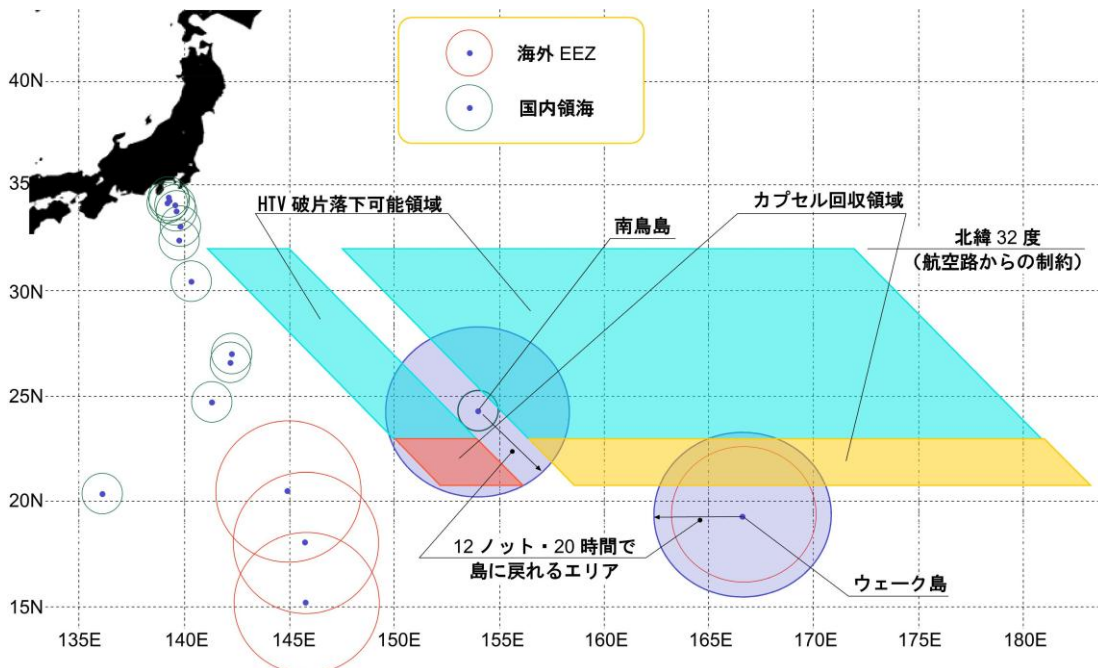 海外 EEZ
国内領海
40N
35N
30N
25N
20N
15N
HTV 破片落下可能領域
カプセル回収領域
南鳥島
北緯 32 度
（航空路からの制約）
12 ノット・20 時間で
島に戻れるエリア
ウェーク島
135E
140E
145E
150E
155E
160E
165E
170E
175E
180E